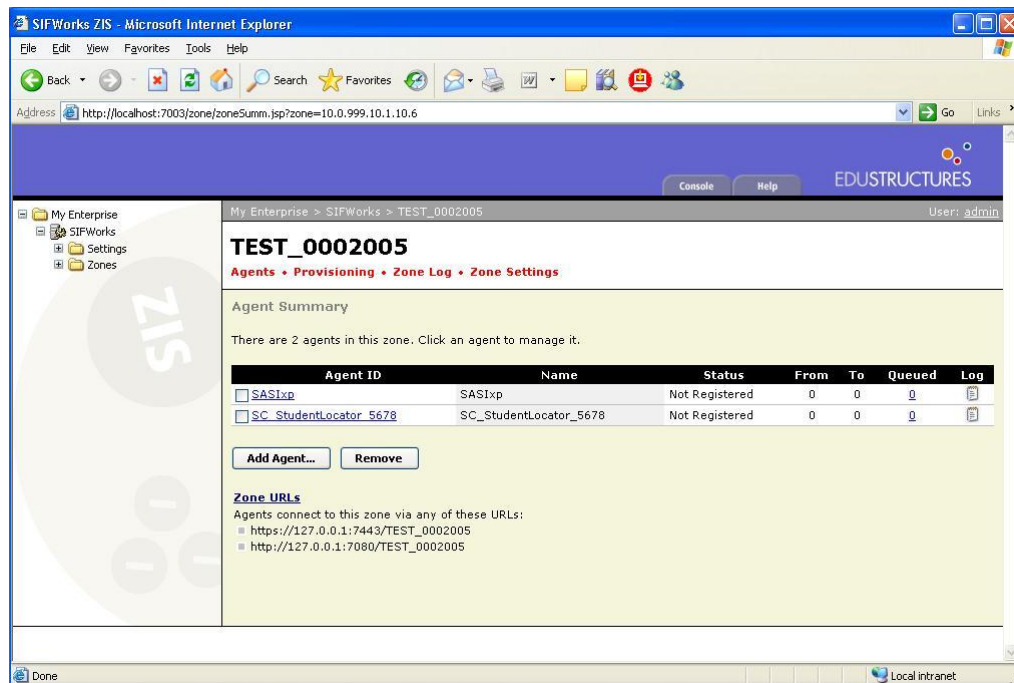 SIFWorks ZIS - Microsoft Internet Explorer
File Edit View Favorites Tools Help
Back Search Favorites
Address http://localhost:7003/zone/zoneSumm.jsp?zone=10.0.999.10.1.10.6 Go Links
Console Help EDUSTRUCTURES
My Enterprise > SIFWorks > TEST_0002005 User: admin
My Enterprise
SIFWorks
Settings
Zones
ZIS
TEST_0002005
Agents • Provisioning • Zone Log • Zone Settings
Agent Summary
There are 2 agents in this zone. Click an agent to manage it.
Agent ID Name Status From To Queued Log
SASIxp SASIxp Not Registered 0 0 0
SC_StudentLocator_5678 SC_StudentLocator_5678 Not Registered 0 0 0
Add Agent... Remove
Zone URLs
Agents connect to this zone via any of these URLs:
https://127.0.0.1:7443/TEST_0002005
http://127.0.0.1:7080/TEST_0002005
Done Local intranet